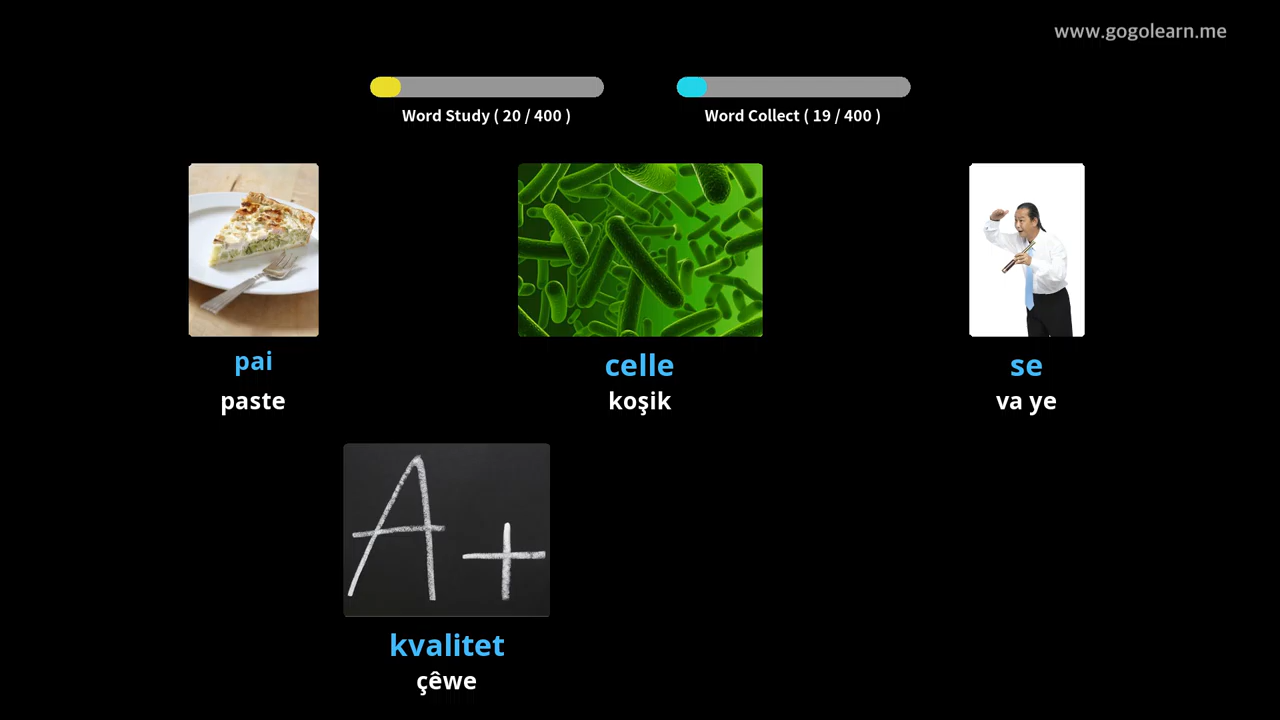 www.gogolearn.me
Word Study ( 20 / 400 )
Word Collect ( 19 / 400 )
pai
paste
celle
koşik
se
va ye
A+
kvalitet
çêwe